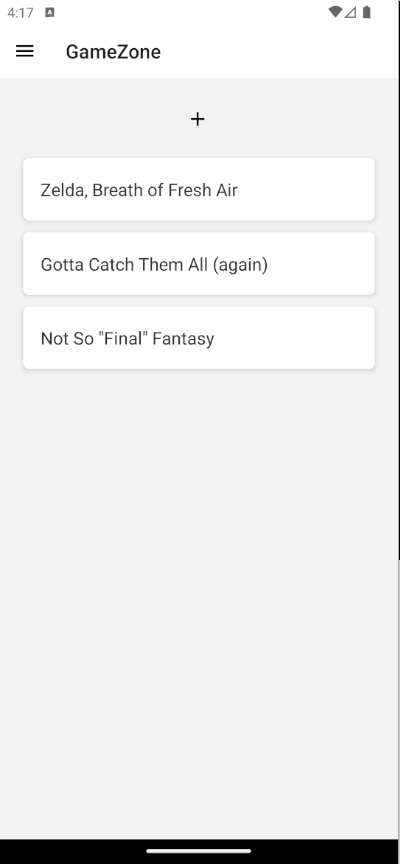 4:17
GameZone
+
Zelda, Breath of Fresh Air
Gotta Catch Them All (again)
Not So "Final" Fantasy